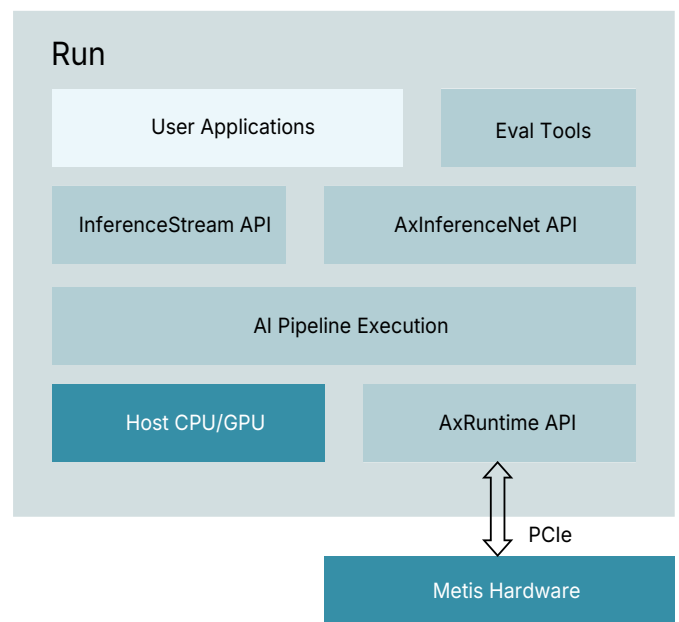 Run
User Applications
Eval Tools
InferenceStream API
AxInferenceNet API
AI Pipeline Execution
Host CPU/GPU
AxRuntime API
PCIe
Metis Hardware